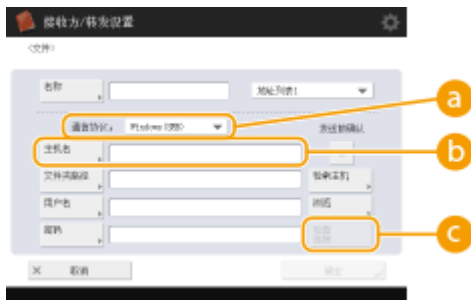 接收方/转发设置
<文件>
名称
地址列表1
通信协议:
Windows (SMB)
发送前确认
主机名
文件夹路径
检索主机
用户名
浏览
密码
取消
确定
a
b
c